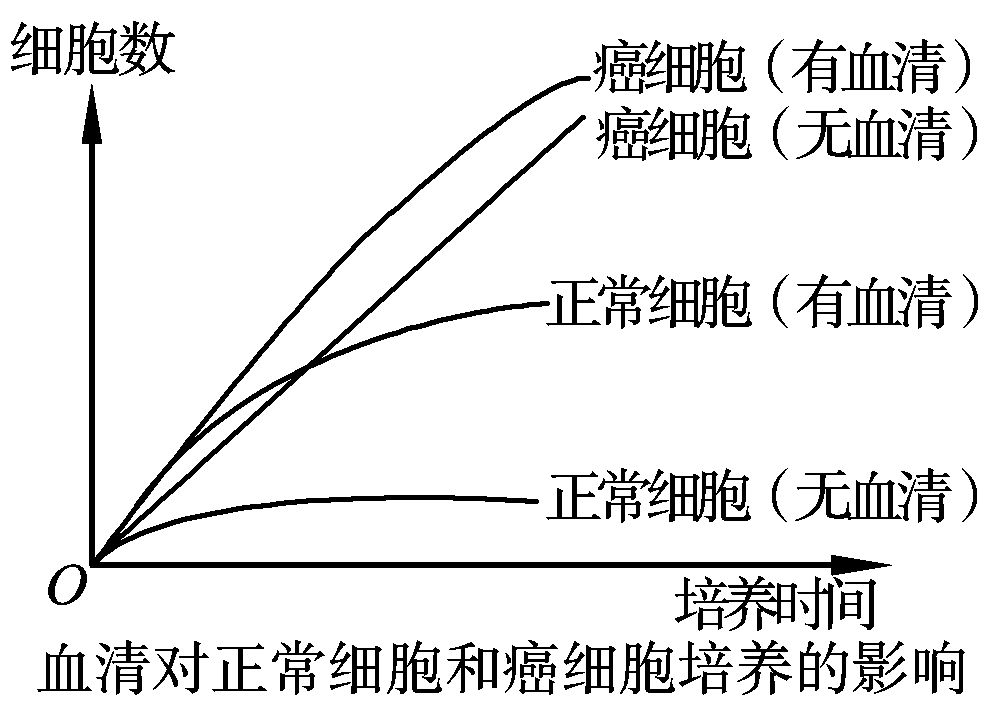 细胞数
癌细胞（有血清）
癌细胞（无血清）
正常细胞（有血清）
正常细胞（无血清）
O
培养时间
血清对正常细胞和癌细胞培养的影响